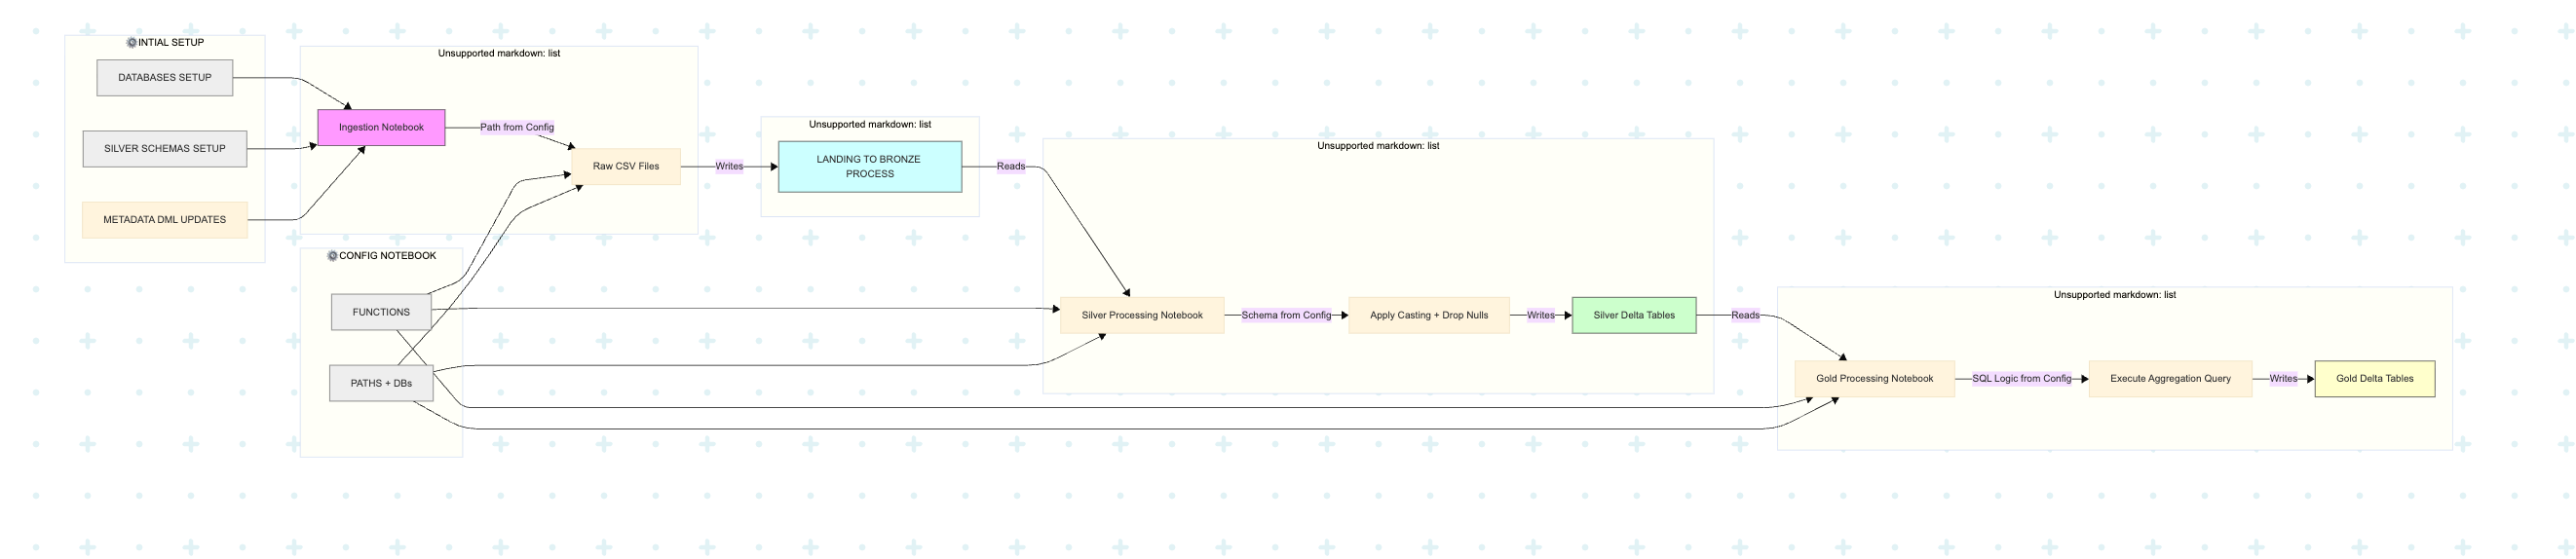 INTIAL SETUP
DATABASES SETUP
SILVER SCHEMAS SETUP
METADATA DML UPDATES
Unsupported markdown: list
Ingestion Notebook
Path from Config
Raw CSV Files
CONFIG NOTEBOOK
FUNCTIONS
PATHS + DBs
Writes
Unsupported markdown: list
LANDING TO BRONZE
PROCESS
Reads
Unsupported markdown: list
Silver Processing Notebook
Schema from Config
Apply Casting + Drop Nulls
Writes
Silver Delta Tables
Reads
Unsupported markdown: list
Gold Processing Notebook
SQL Logic from Config
Execute Aggregation Query
Writes
Gold Delta Tables